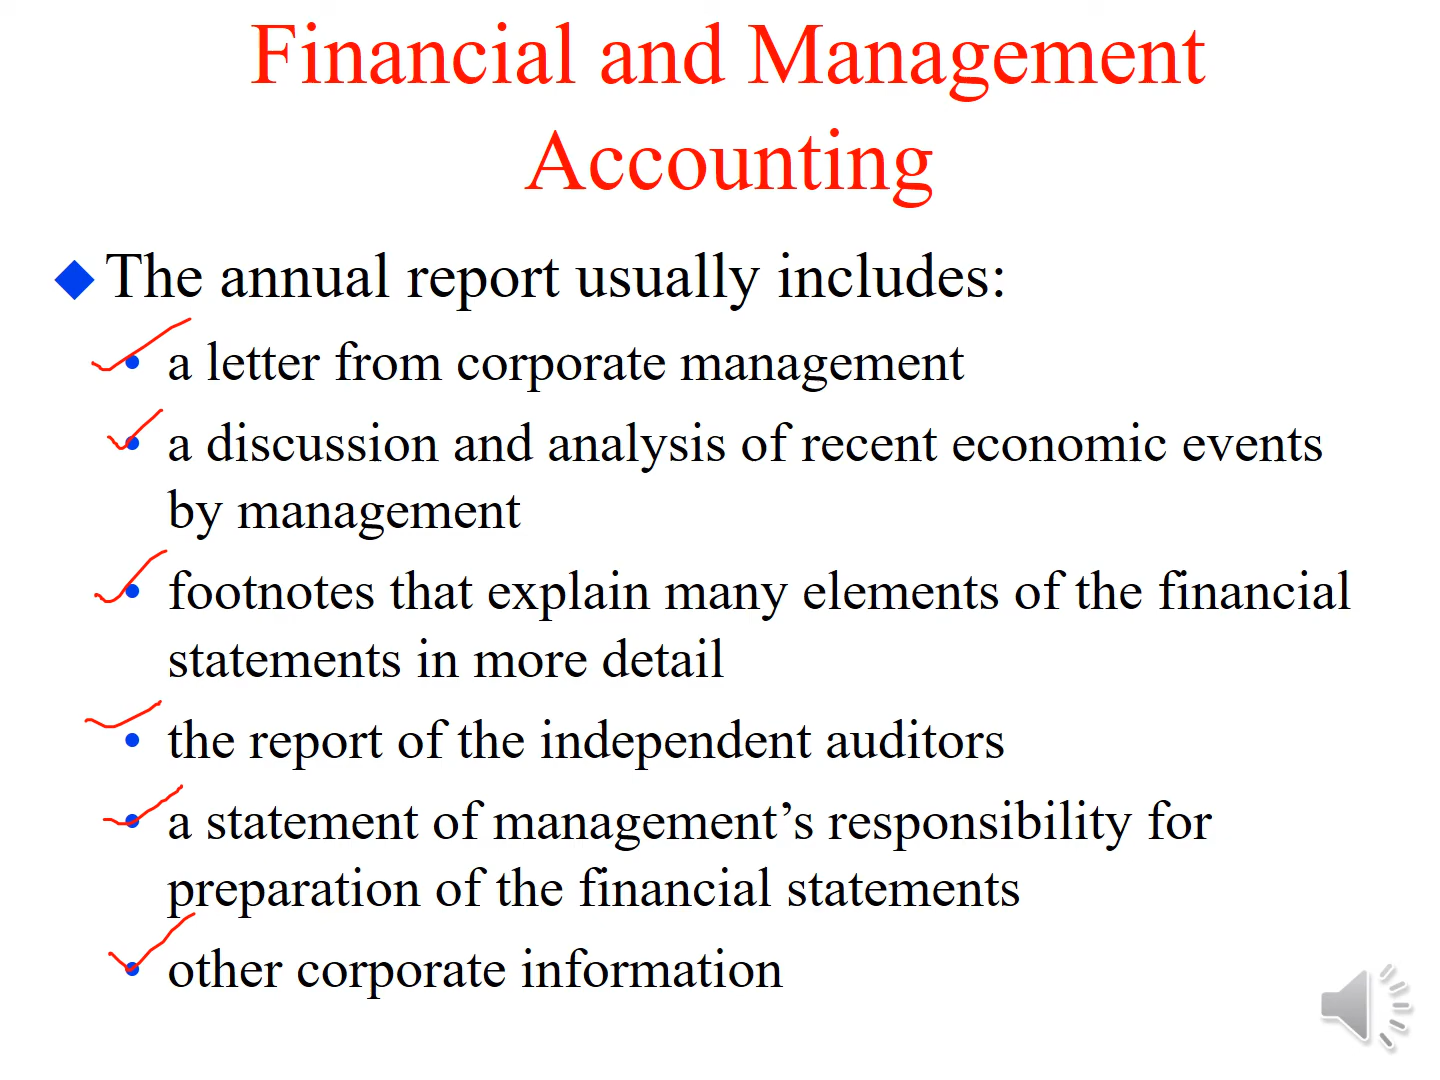 Financial and Management
Accounting
The annual report usually includes:
a letter from corporate management
a discussion and analysis of recent economic events
by management
footnotes that explain many elements of the financial
statements in more detail
the report of the independent auditors
a statement of management’s responsibility for
preparation of the financial statements
other corporate information